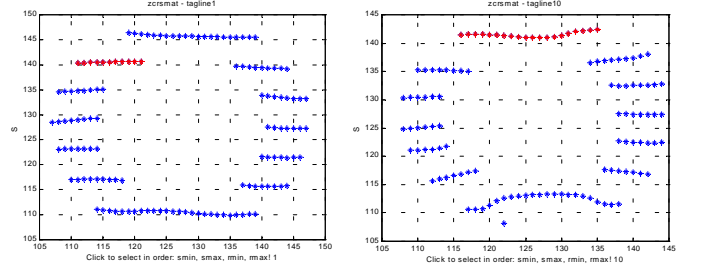 zcrsmat - tagline1
150
145
140
135
130
125
120
115
110
105
S
105 110 115 120 125 130 135 140 145 150
Click to select in order: smin, smax, rmin, rmax! 1
zcrsmat - tagline10
145
140
135
130
125
120
115
110
105
S
105 110 115 120 125 130 135 140 145
Click to select in order: smin, smax, rmin, rmax! 10